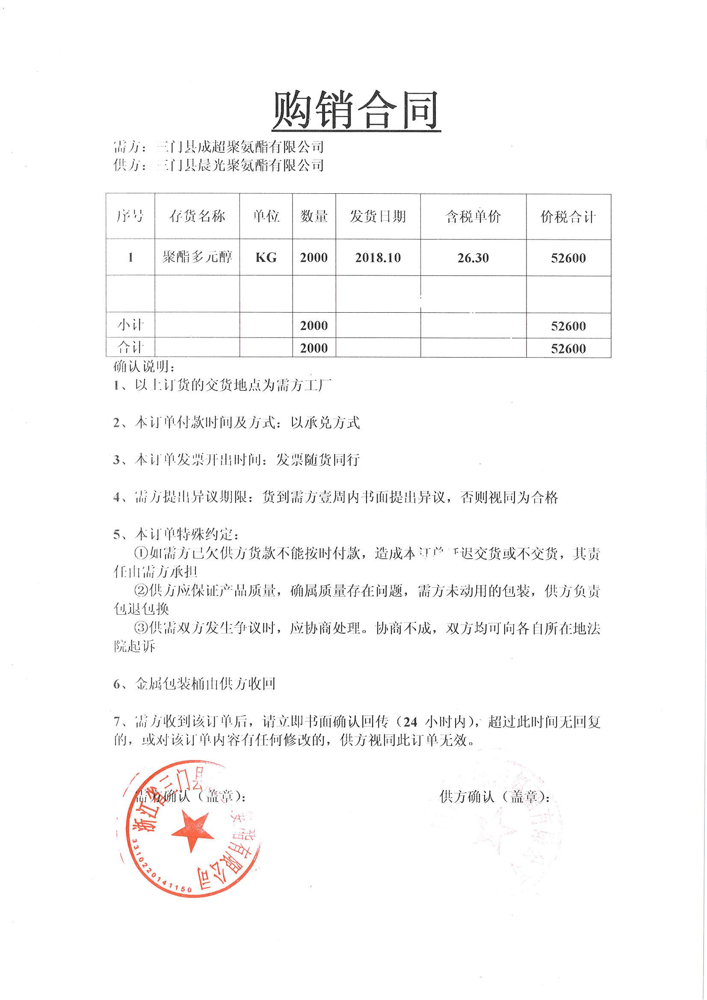 购销合同
需方： 三门县成超聚氨酯有限公司
供方： 三门县晨光聚氨酯有限公司
序号 存货名称 单位 数量 发货日期 含税单价 价税合计
1 聚酯多元醇 KG 2000 2018.10 26.30 52600
小计 2000 52600
合计 2000 52600
确认说明：
1、以上订货的交货地点为需方工厂
2、本订单付款时间及方式：以承兑方式
3、本订单发票开出时间：发票随货同行
4、需方提出异议期限：货到需方壹周内书面提出异议，否则视同为合格
5、本订单特殊约定：
①如需方已欠供方货款不能按时付款，造成本订单延迟交货或不交货，其责
任由需方承担
②供方应保证产品质量，确属质量存在问题，需方未动用的包装，供方负责
包退包换
③供需双方发生争议时，应协商处理。协商不成，双方均可向各自所在地法
院起诉
6、金属包装桶由供方收回
7、需方收到该订单后，请立即书面确认回传（24 小时内），超过此时间无回复
的，或对该订单内容有任何修改的，供方视同此订单无效。
需方确认（盖章）： 供方确认（盖章）：
浙江省三门县 氨酯有限公司
3310220141150